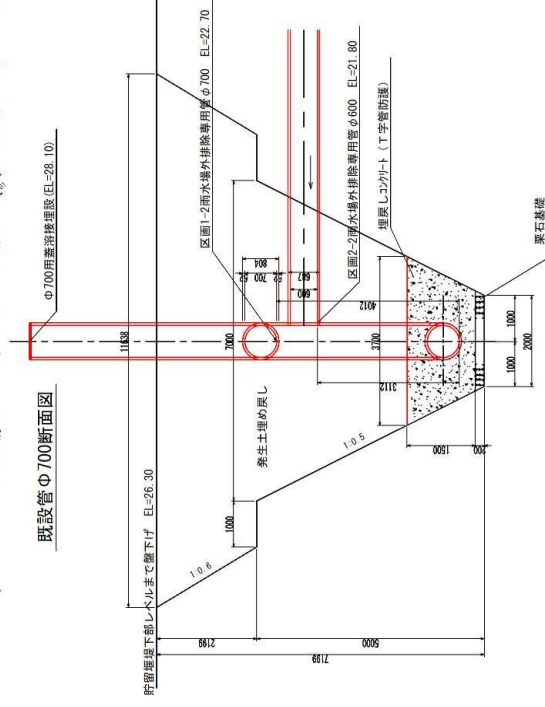 既設管Φ700断面図
Φ700用蓋溶接埋設(EL=28.10)
貯留堰堤下部レベルまで盤下げ EL=26.30
11638
区画1-2雨水場外排除専用管φ700 EL=22.70
804
52
700
52
7000
1:0.6
1000
発生土埋め戻し
区画2-2雨水場外排除専用管φ600 EL=21.80
600
1:0.5
3112
4012
3700
埋戻しコンクリート (T字管防護)
1500
200
1000
1000
2000
栗石基礎
2199
5000
7199